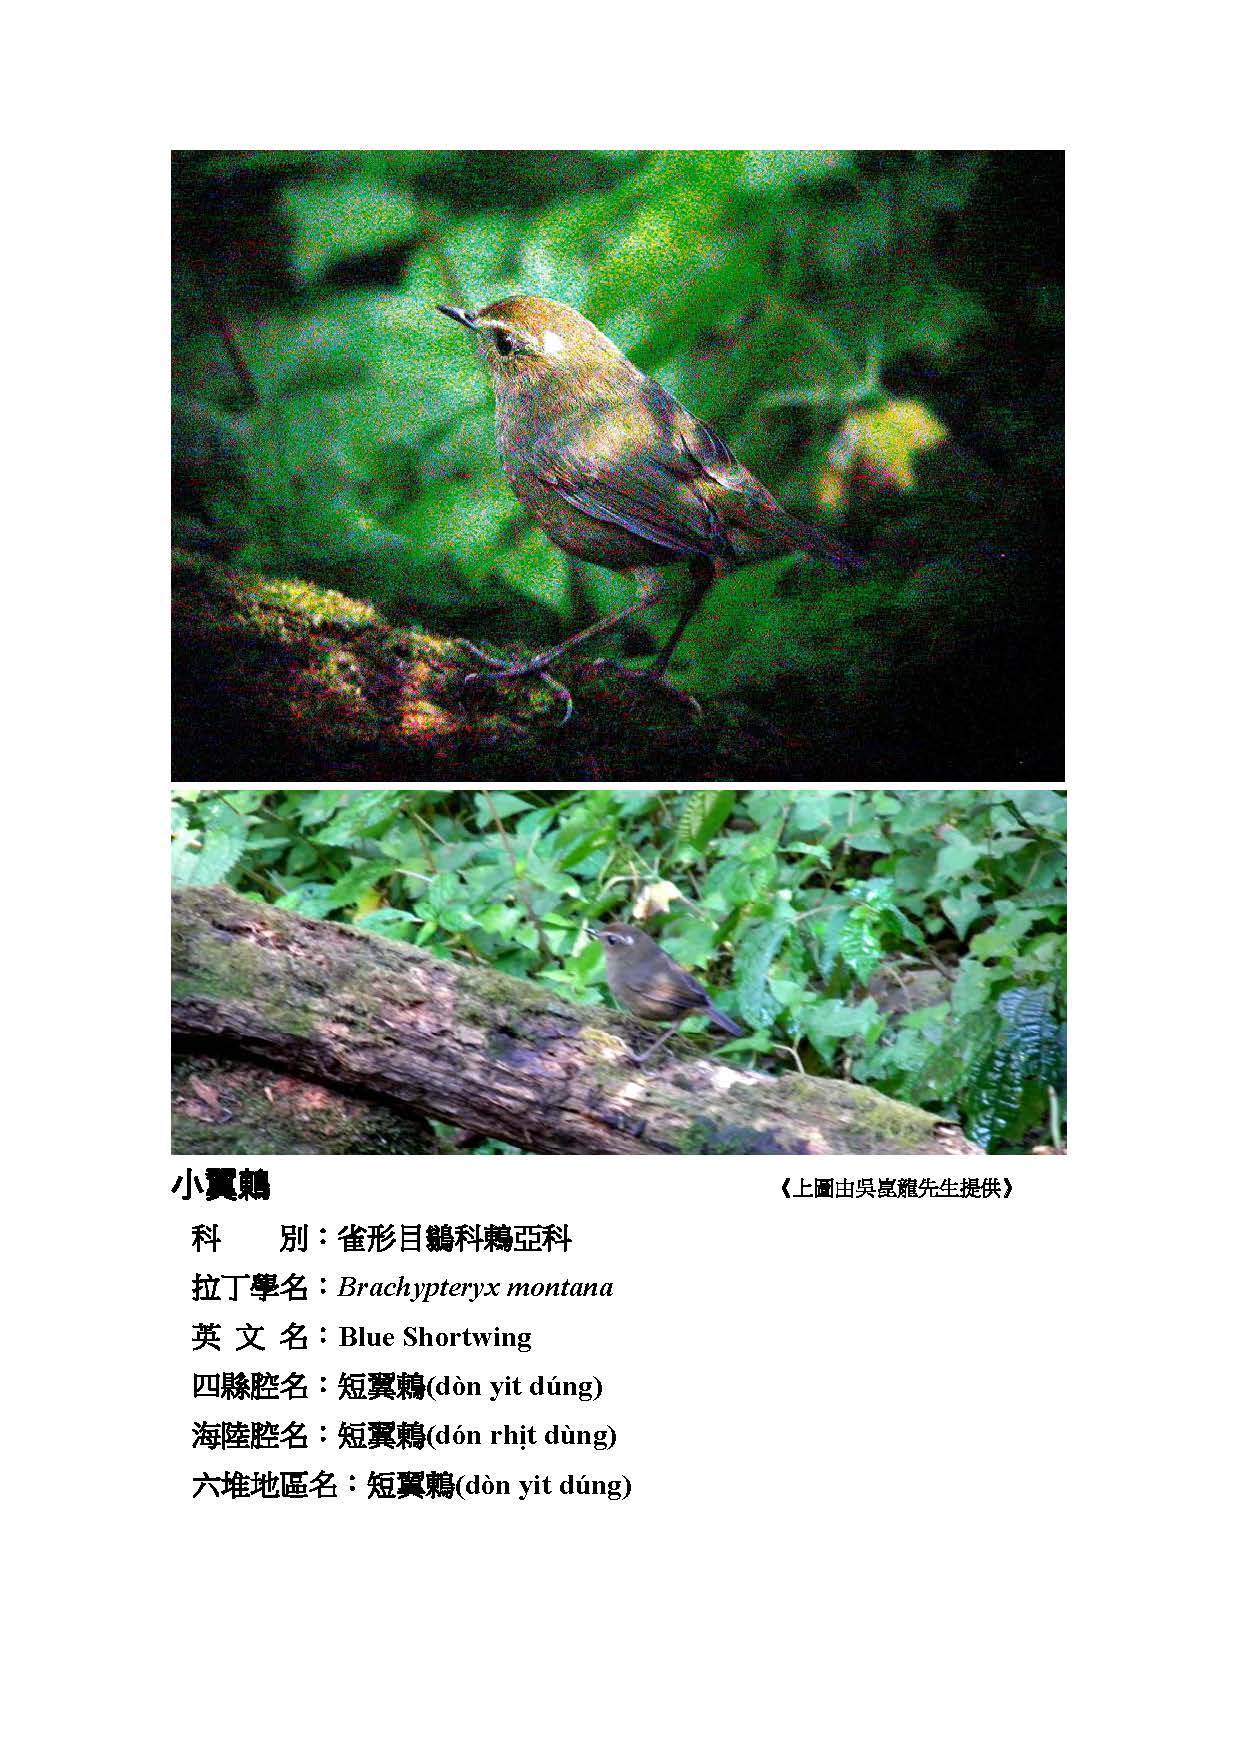 小翼鶇 《上圖由吳崑龍先生提供》
科　　別：雀形目鶲科鶇亞科
拉丁學名：Brachypteryx montana
英 文 名：Blue Shortwing
四縣腔名：短翼鶇(dòn yit dúng)
海陸腔名：短翼鶇(dón rhi̍t dùng)
六堆地區名：短翼鶇(dòn yit dúng)